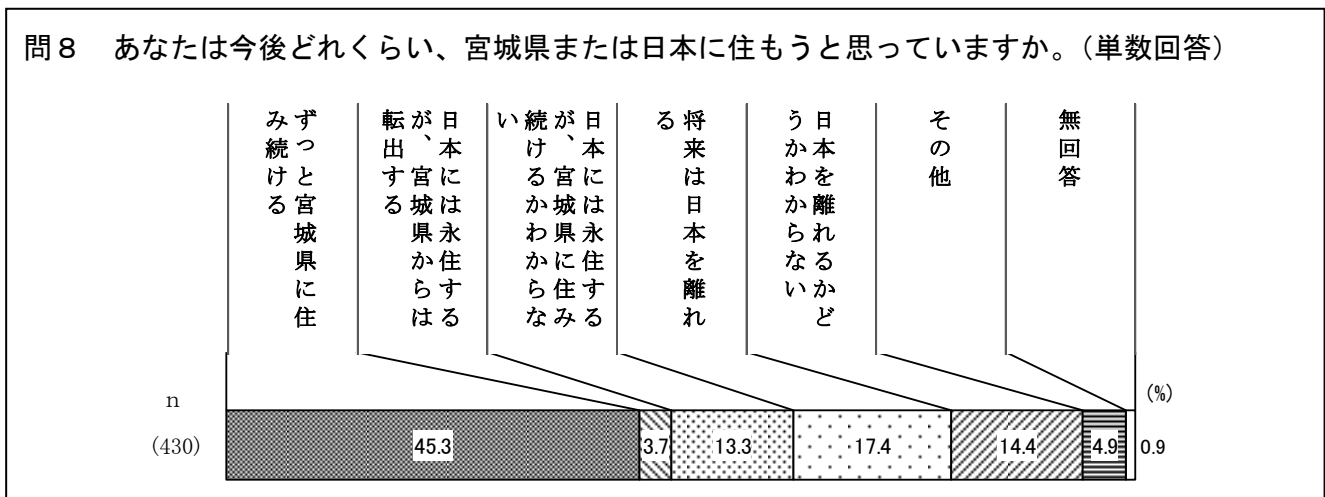 問８　あなたは今後どれくらい、宮城県または日本に住もうと思っていますか。（単数回答）
ずっと宮城県に住
み続ける
日本には永住する
が、宮城県からは
転出する
日本には永住する
が、宮城県に住み
続けるかわからな
い
将来は日本を離れ
る
日本を離れるかど
うかわからない
その他
無回答
(%)
n
(430)
45.3
3.7
13.3
17.4
14.4
4.9
0.9